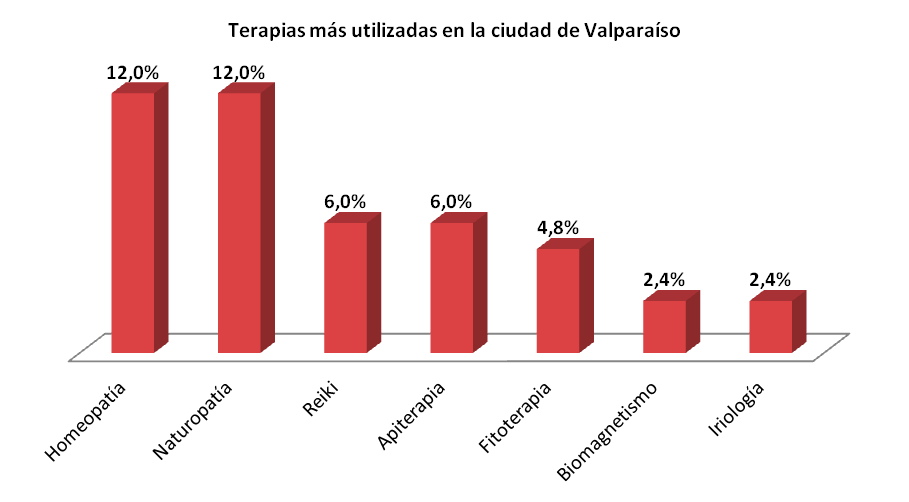 Terapias más utilizadas en la ciudad de Valparaíso
12,0%
12,0%
6,0%
6,0%
4,8%
2,4%
2,4%
Homeopatía
Naturopatía
Reiki
Apiterapia
Fitoterapia
Biomagnetismo
Iriología